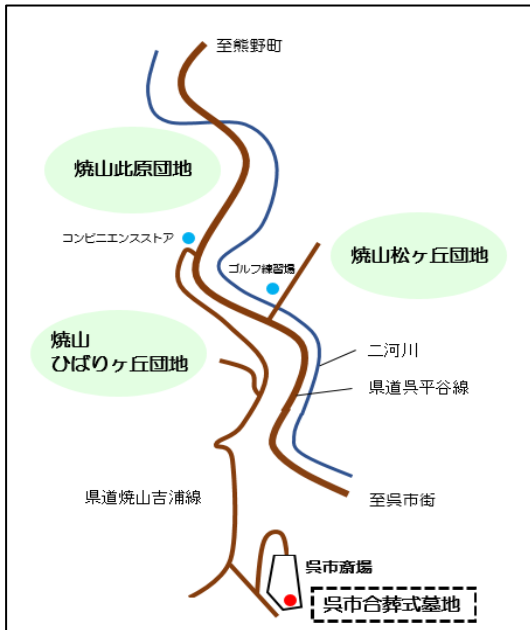 至熊野町
焼山此原団地
コンビニエンスストア
ゴルフ練習場
焼山松ヶ丘団地
焼山
ひばりヶ丘団地
二河川
県道呉平谷線
県道焼山吉浦線
至呉市街
呉市斎場
呉市合葬式墓地